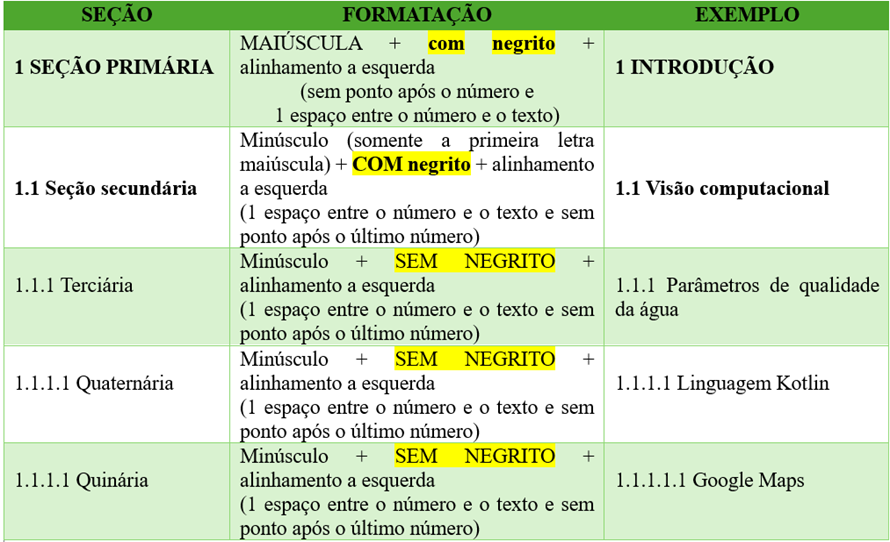 SEÇÃO FORMATAÇÃO EXEMPLO
1 SEÇÃO PRIMÁRIA
MAIÚSCULA + com negrito +
alinhamento a esquerda
(sem ponto após o número e
1 espaço entre o número e o texto)
1 INTRODUÇÃO
1.1 Seção secundária
Minúsculo (somente a primeira letra
maiúscula) + COM negrito + alinhamento
a esquerda
(1 espaço entre o número e o texto e sem
ponto após o último número)
1.1 Visão computacional
1.1.1 Terciária
Minúsculo + SEM NEGRITO +
alinhamento a esquerda
(1 espaço entre o número e o texto e sem
ponto após o último número)
1.1.1 Parâmetros de qualidade
da água
1.1.1.1 Quaternária
Minúsculo + SEM NEGRITO +
alinhamento a esquerda
(1 espaço entre o número e o texto e sem
ponto após o último número)
1.1.1.1 Linguagem Kotlin
1.1.1.1 Quinária
Minúsculo + SEM NEGRITO +
alinhamento a esquerda
(1 espaço entre o número e o texto e sem
ponto após o último número)
1.1.1.1.1 Google Maps